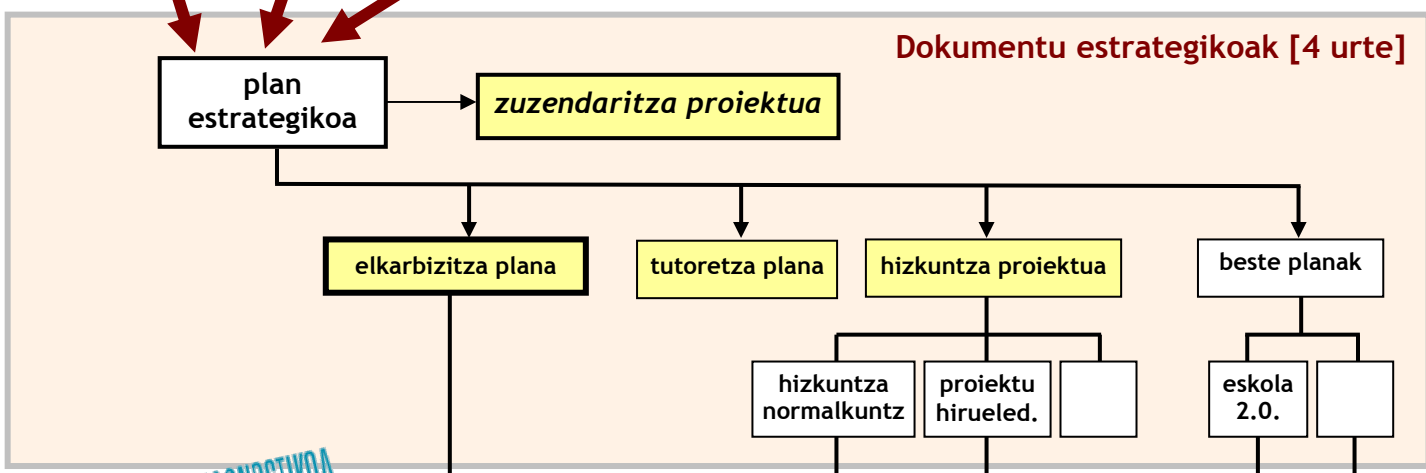 Dokumentu estrategikoak [4 urte]
plan
estrategikoa
zuzendaritza proiektua
elkarbizitza plana
tutoretza plana
hizkuntza proiektua
beste planak
hizkuntza
normalkuntz
proiektu
hirueled.
eskola
2.0.